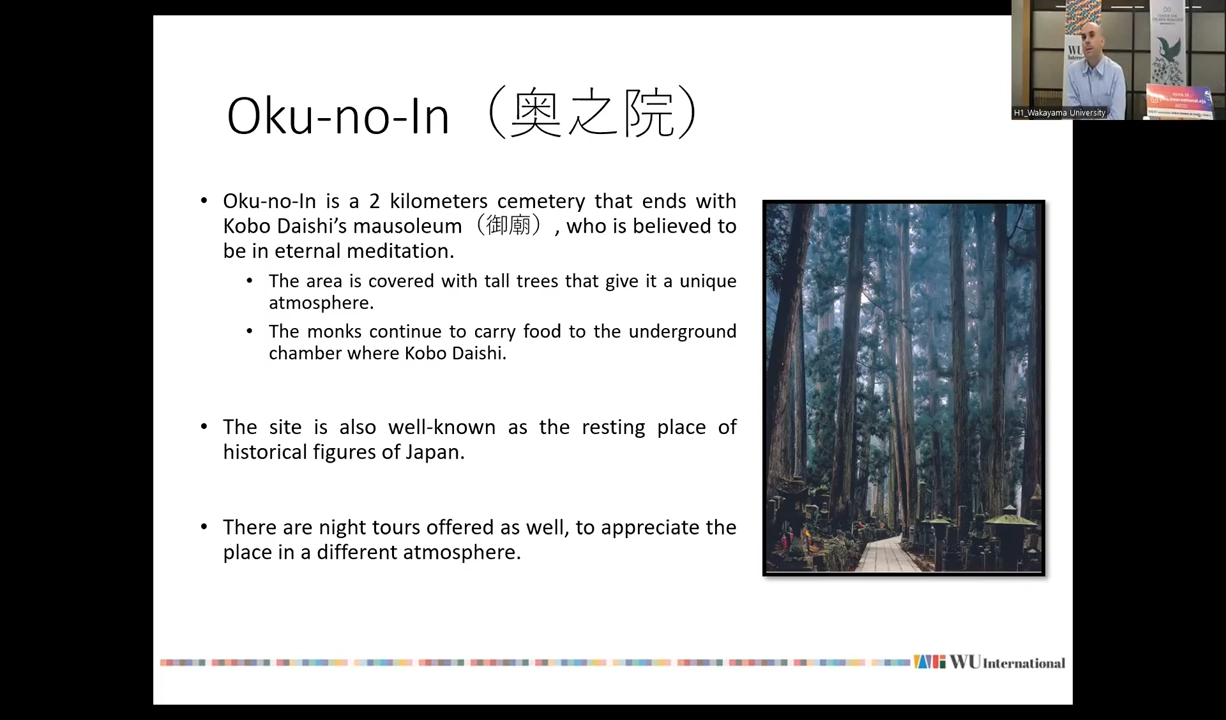 Oku-no-In（奥之院）
• Oku-no-In is a 2 kilometers cemetery that ends with
Kobo Daishi’s mausoleum（御廟）, who is believed to
be in eternal meditation.
• The area is covered with tall trees that give it a unique
atmosphere.
• The monks continue to carry food to the underground
chamber where Kobo Daishi.
• The site is also well-known as the resting place of
historical figures of Japan.
• There are night tours offered as well, to appreciate the
place in a different atmosphere.
WU International
WU
H1_Wakayama University